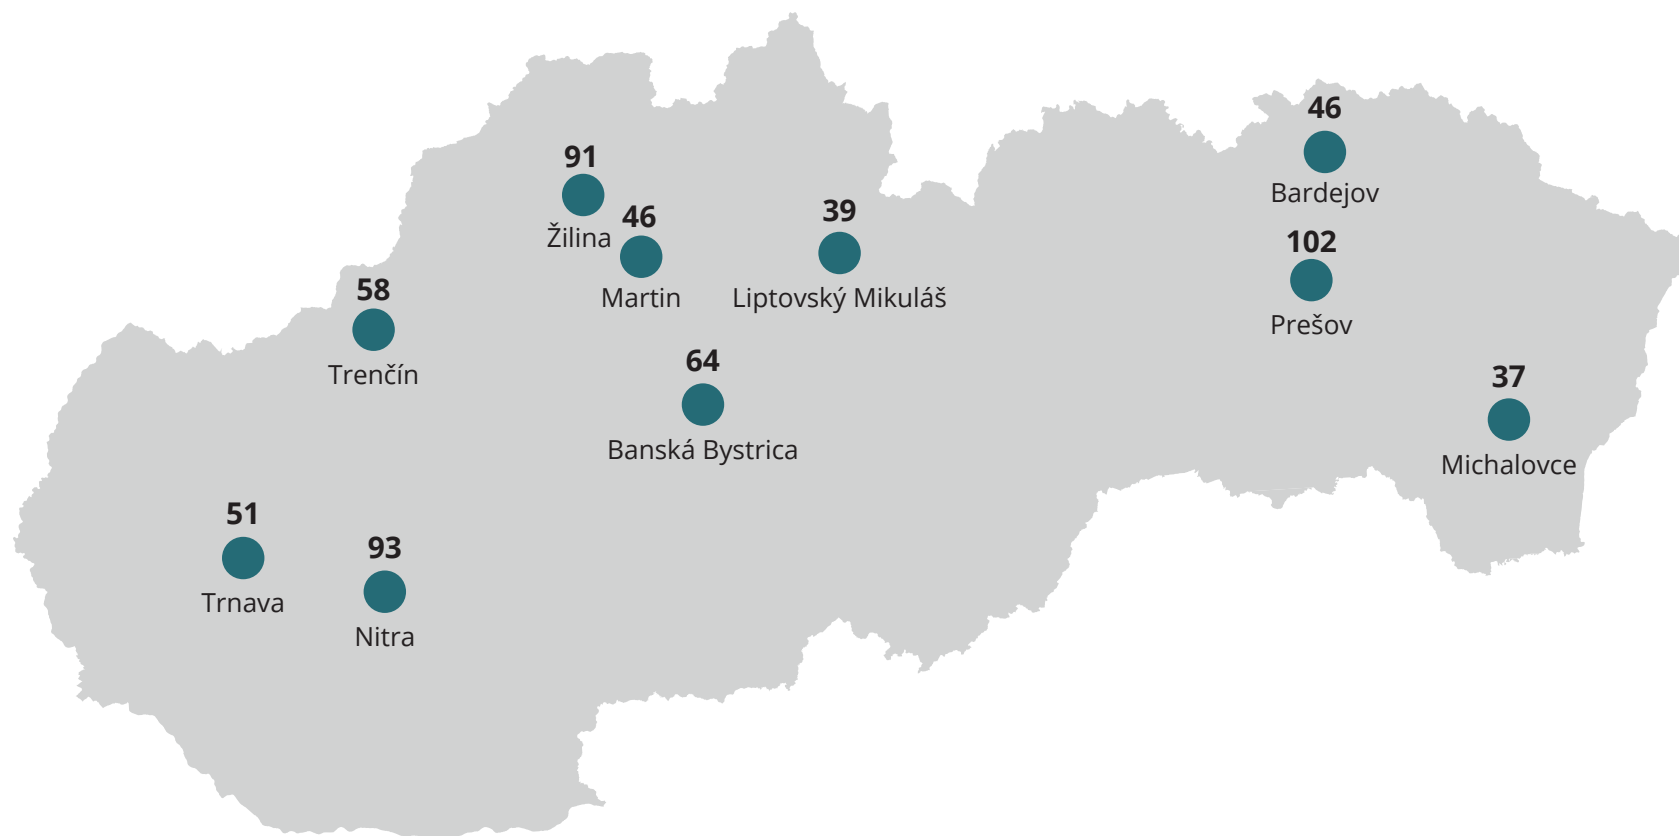 46
Bardejov
91
Žilina
46
Martin
39
Liptovský Mikuláš
102
Prešov
58
Trenčín
64
Banská Bystrica
37
Michalovce
51
Trnava
93
Nitra